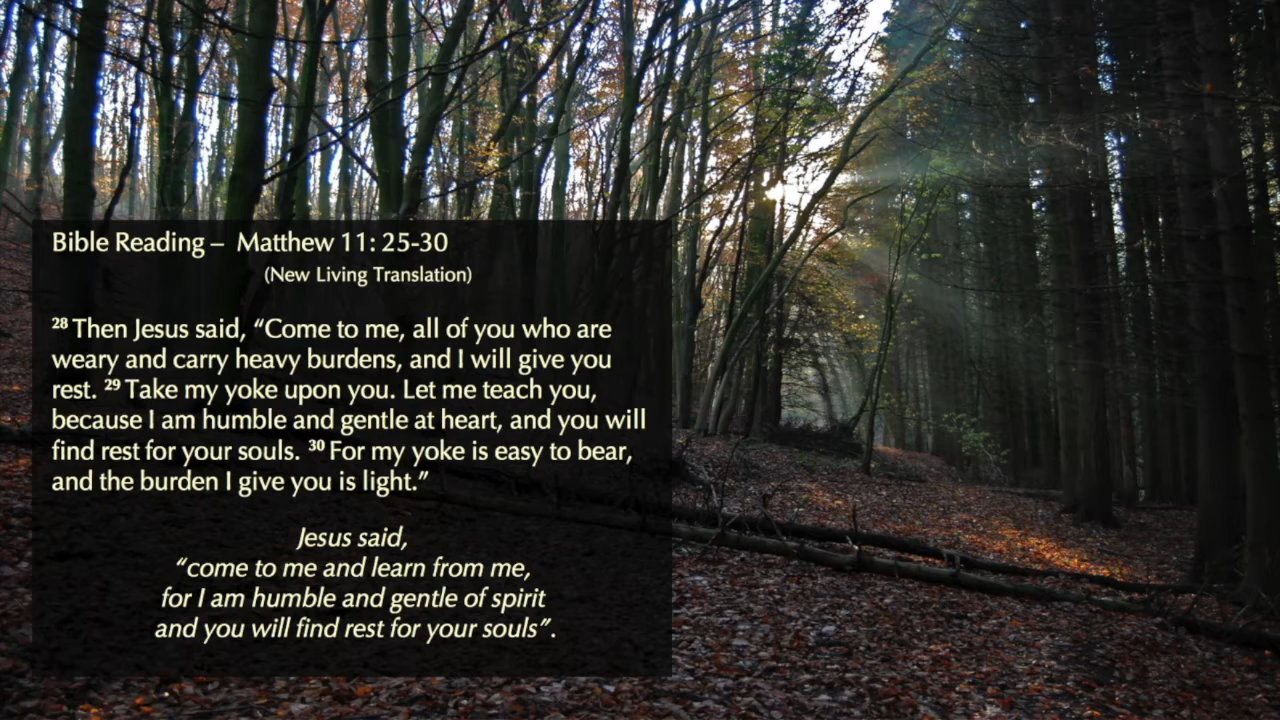 Bible Reading – Matthew 11: 25-30
(New Living Translation)
28 Then Jesus said, “Come to me, all of you who are
weary and carry heavy burdens, and I will give you
rest. 29 Take my yoke upon you. Let me teach you,
because I am humble and gentle at heart, and you will
find rest for your souls. 30 For my yoke is easy to bear,
and the burden I give you is light.”
Jesus said,
“come to me and learn from me,
for I am humble and gentle of spirit
and you will find rest for your souls”.